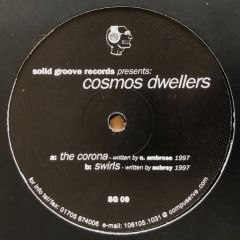 solid groove records presents:
cosmos dwellers
a: the corona - written by n. ambrose 1997
b: swirls - written by aubrey 1997
SG 09
for info tel/fax: 01705 874006 e-mail: 106105.1031 @ compuserve.com